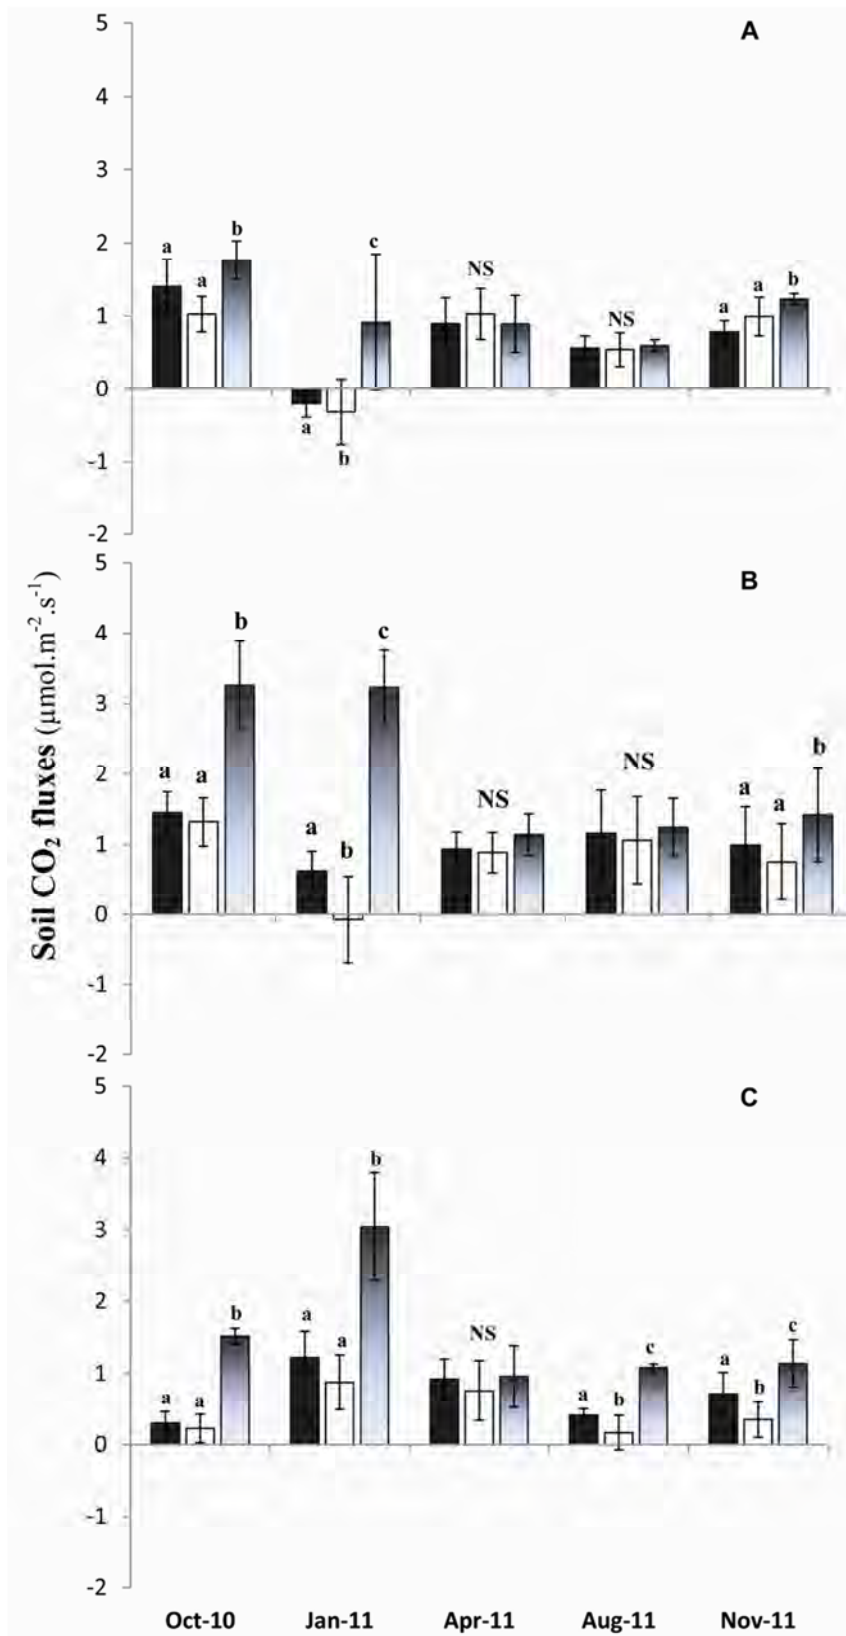 A
5
4
3
2
1
0
-1
-2
a a b
a b c
NS
NS
a a b
B
5
4
3
2
1
0
-1
-2
a a b
a b c
NS
NS
a a b
Soil CO₂ fluxes (µmol.m⁻².s⁻¹)
C
5
4
3
2
1
0
-1
-2
a a b
a a b
NS
a b c
a b c
Oct-10 Jan-11 Apr-11 Aug-11 Nov-11